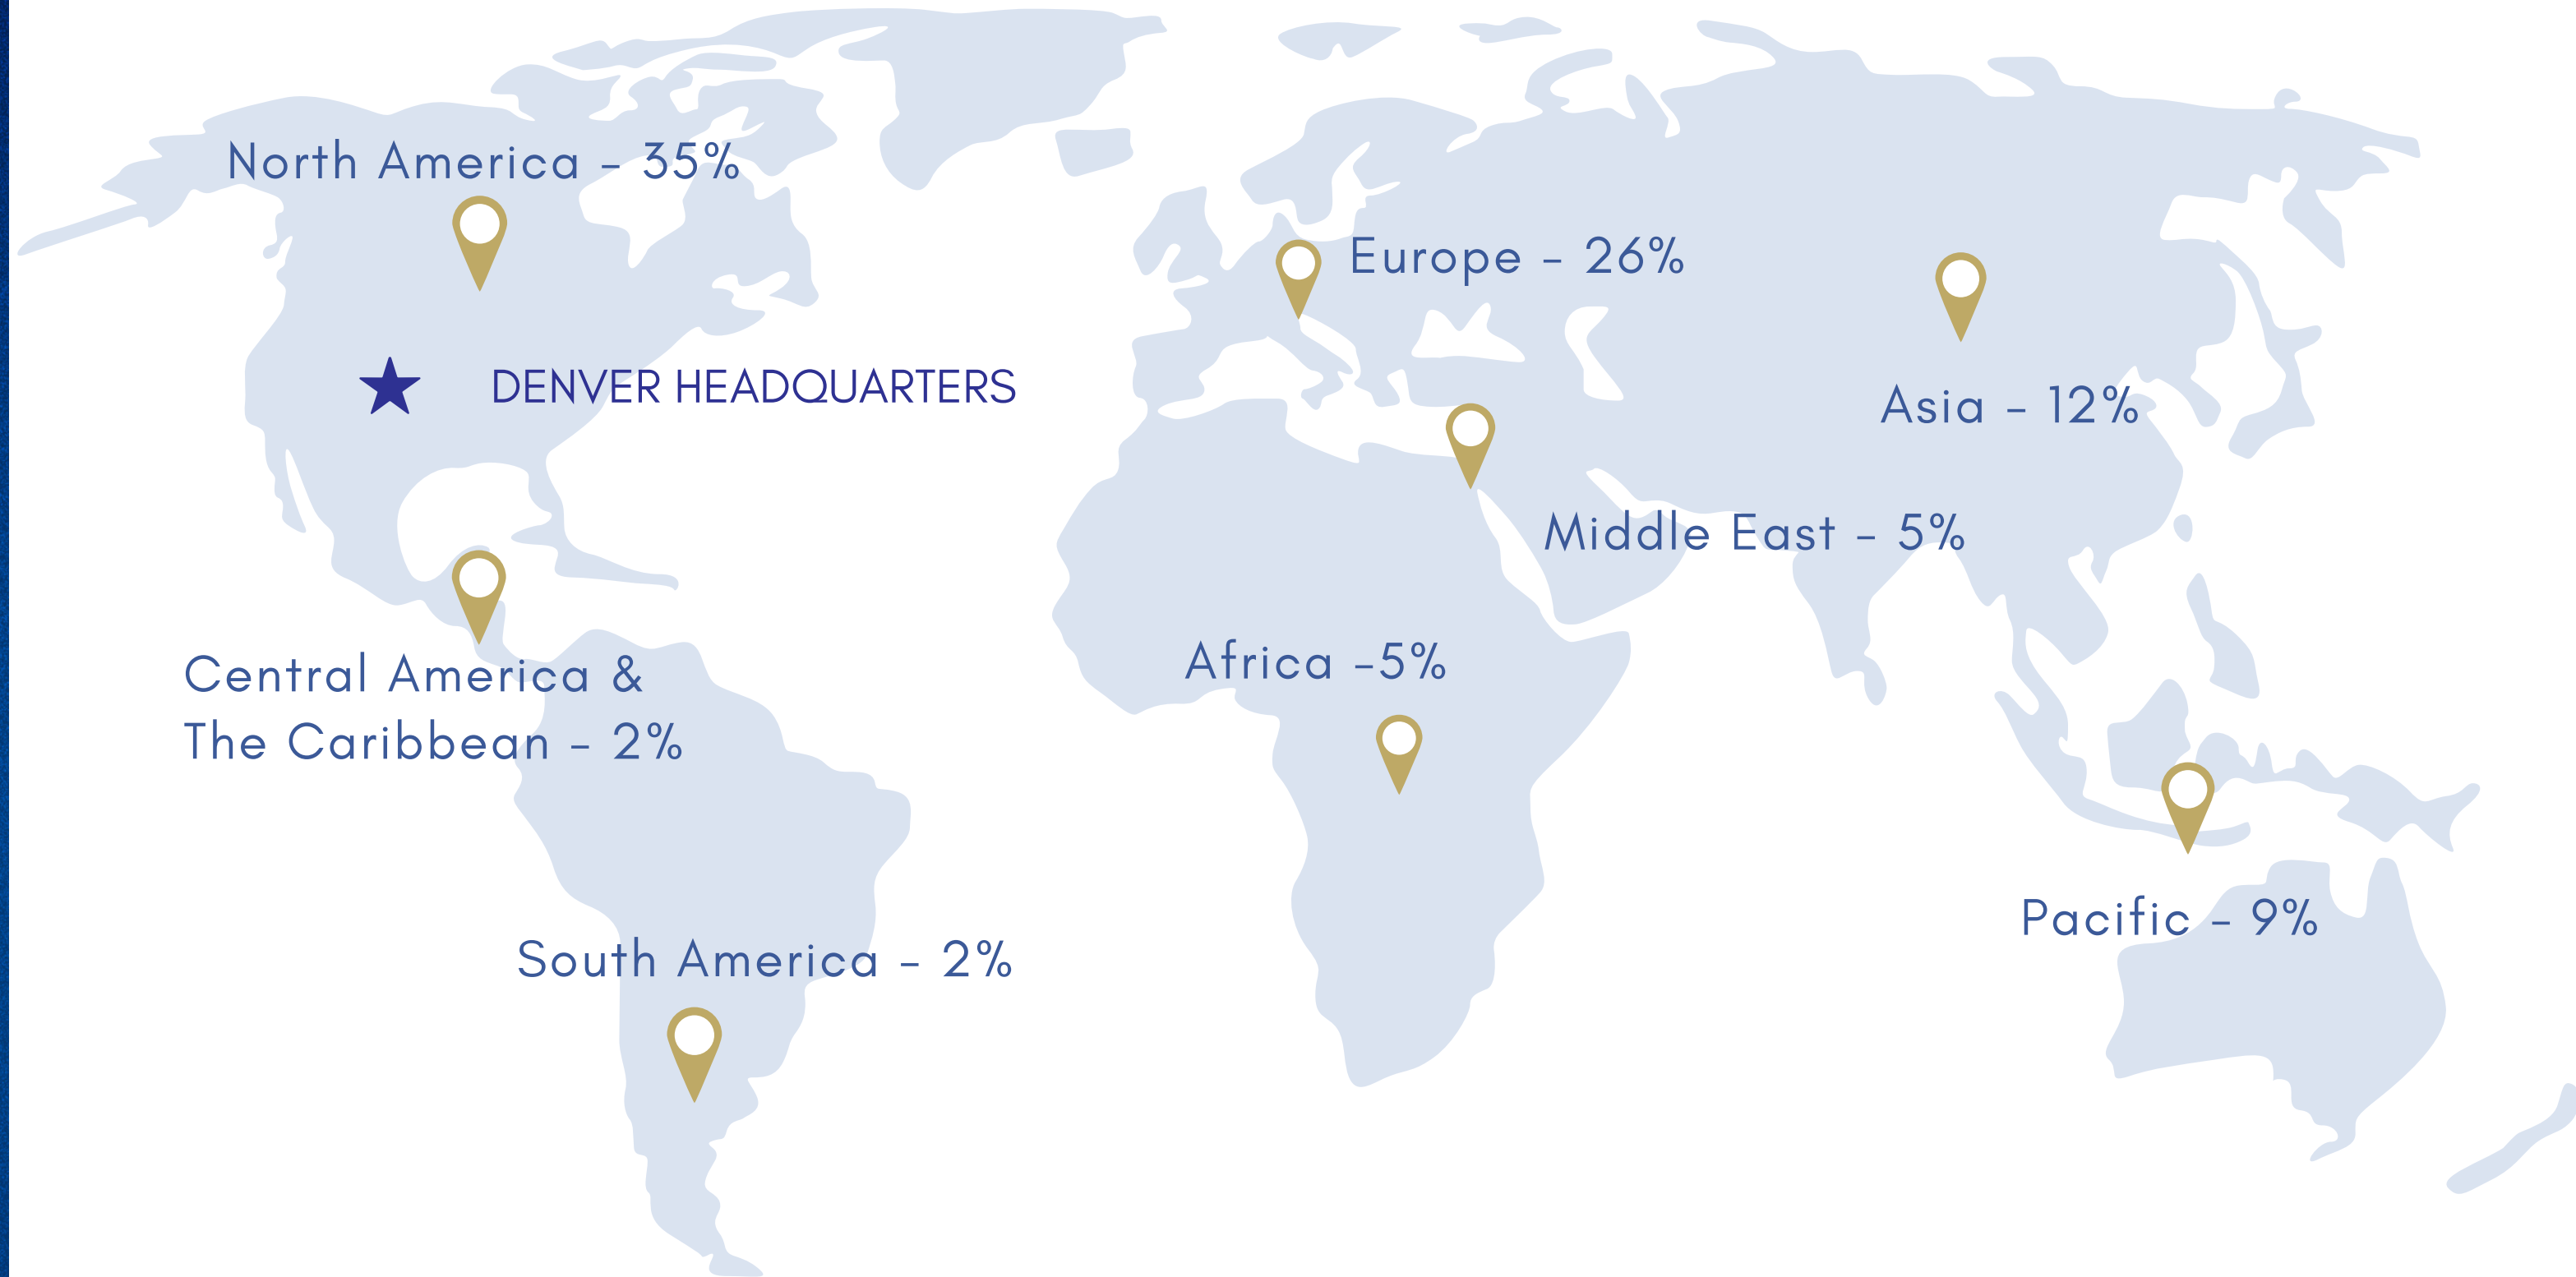 North America - 35%
Europe - 26%
DENVER HEADQUARTERS
Asia - 12%
Middle East - 5%
Africa -5%
Central America &
The Caribbean - 2%
Pacific - 9%
South America - 2%